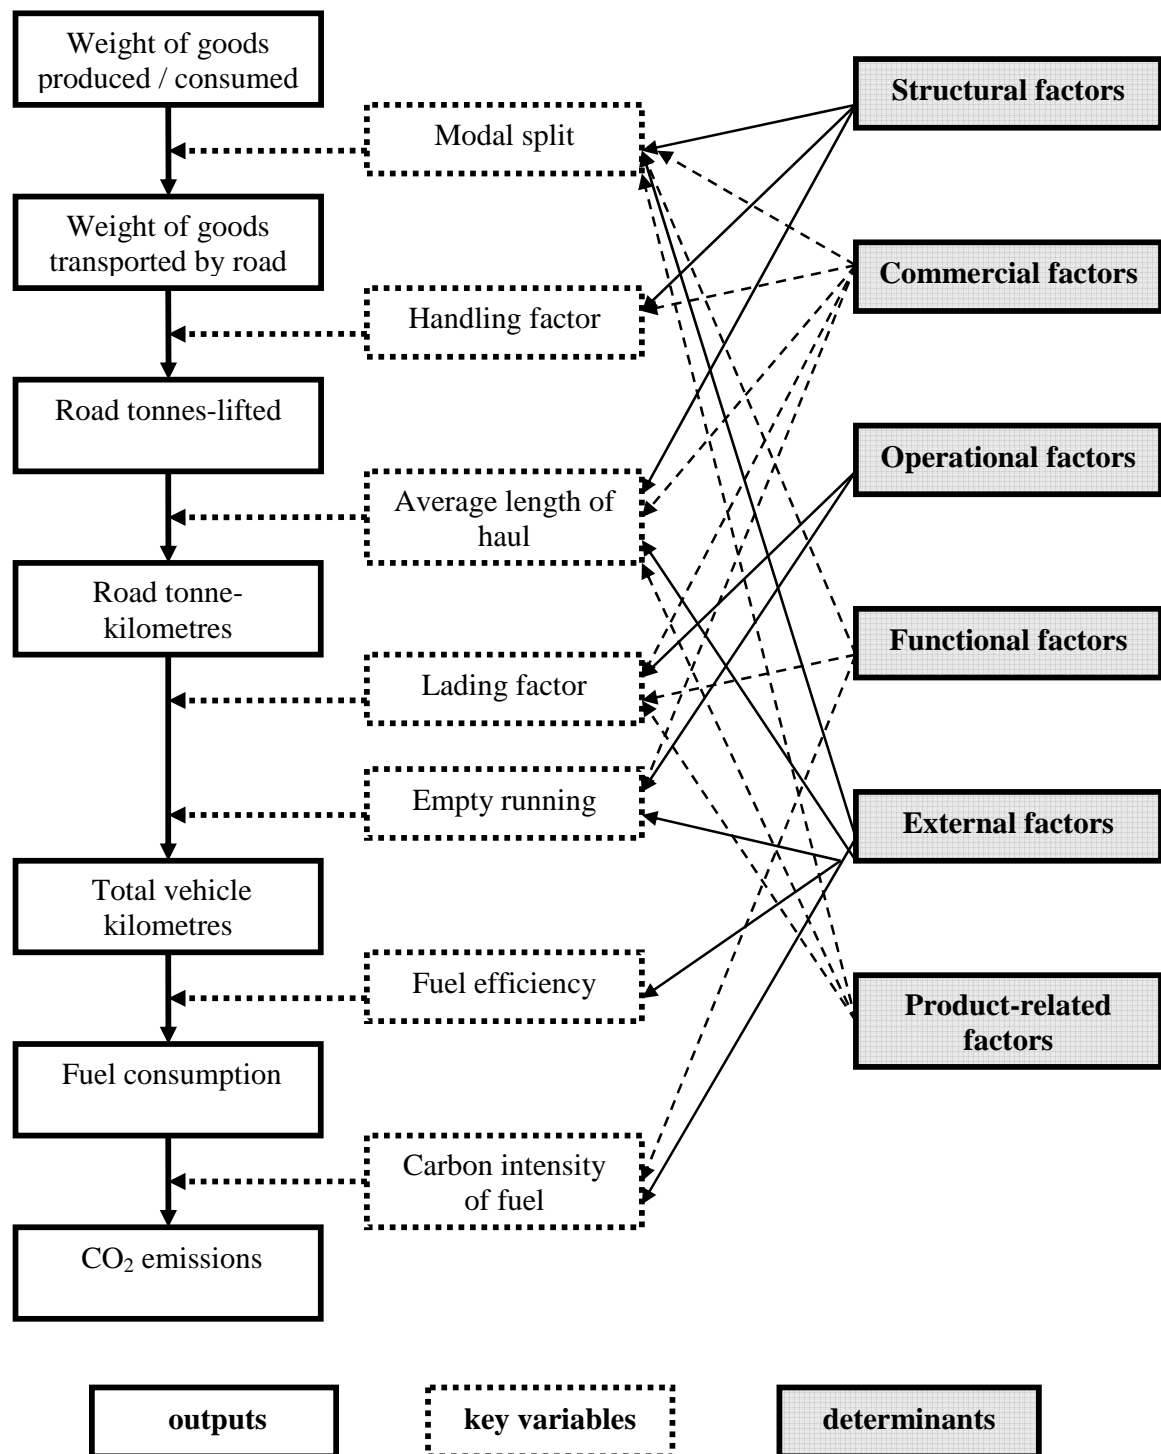 Weight of goods
produced / consumed
Weight of goods
transported by road
Road tonnes-lifted
Road tonne-
kilometres
Total vehicle
kilometres
Fuel consumption
CO₂ emissions
Modal split
Handling factor
Average length of
haul
Lading factor
Empty running
Fuel efficiency
Carbon intensity
of fuel
Structural factors
Commercial factors
Operational factors
Functional factors
External factors
Product-related
factors
outputs
key variables
determinants